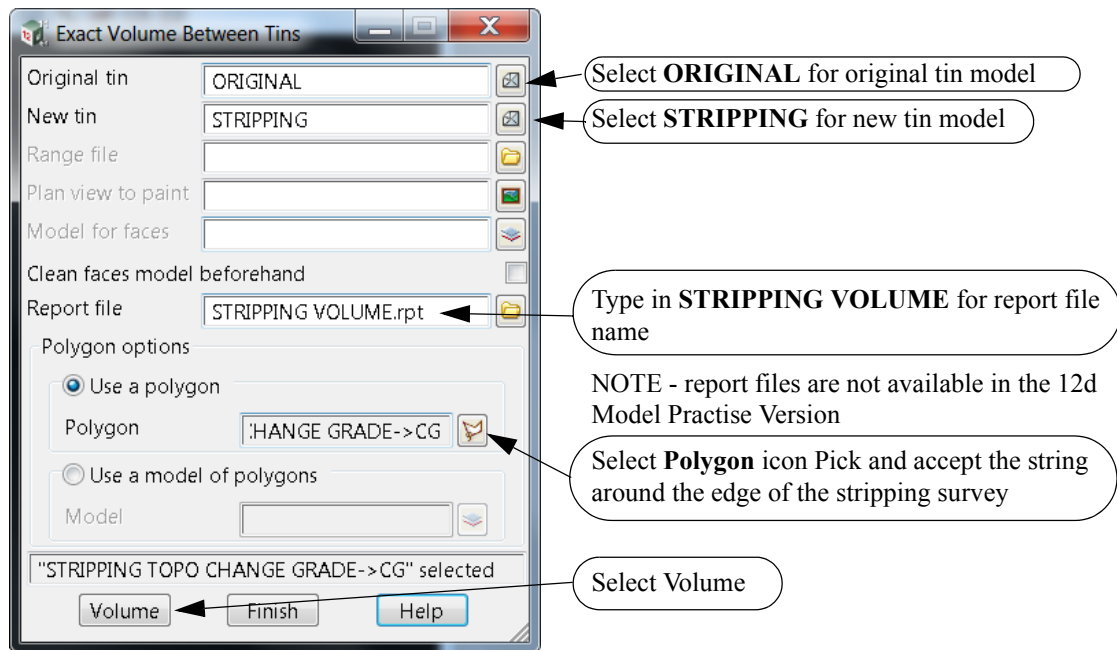 Exact Volume Between Tins
Original tin
ORIGINAL
Select ORIGINAL for original tin model
New tin
STRIPPING
Select STRIPPING for new tin model
Range file
Plan view to paint
Model for faces
Clean faces model beforehand
Report file
STRIPPING VOLUME.rpt
Type in STRIPPING VOLUME for report file
name
NOTE - report files are not available in the 12d
Model Practise Version
Polygon options
Use a polygon
Polygon
HANGE GRADE->CG
Select Polygon icon Pick and accept the string
around the edge of the stripping survey
Use a model of polygons
Model
"STRIPPING TOPO CHANGE GRADE->CG" selected
Select Volume
Volume
Finish
Help